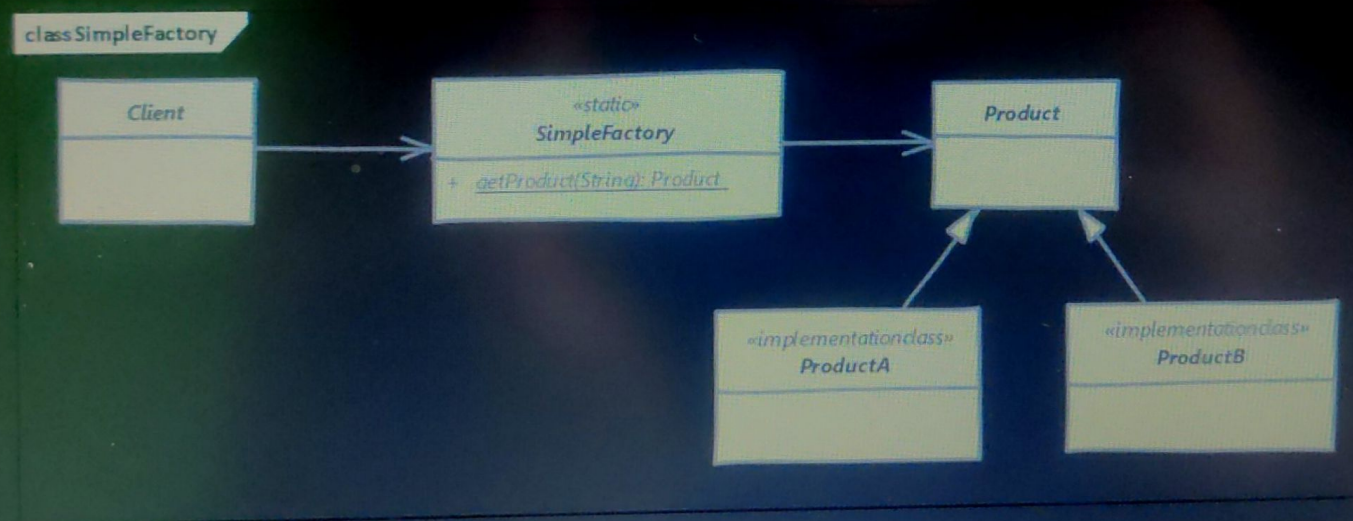 class SimpleFactory
Client
«static»
SimpleFactory
+ getProduct(String): Product
Product
«implementationclass»
ProductA
«implementationclass»
ProductB